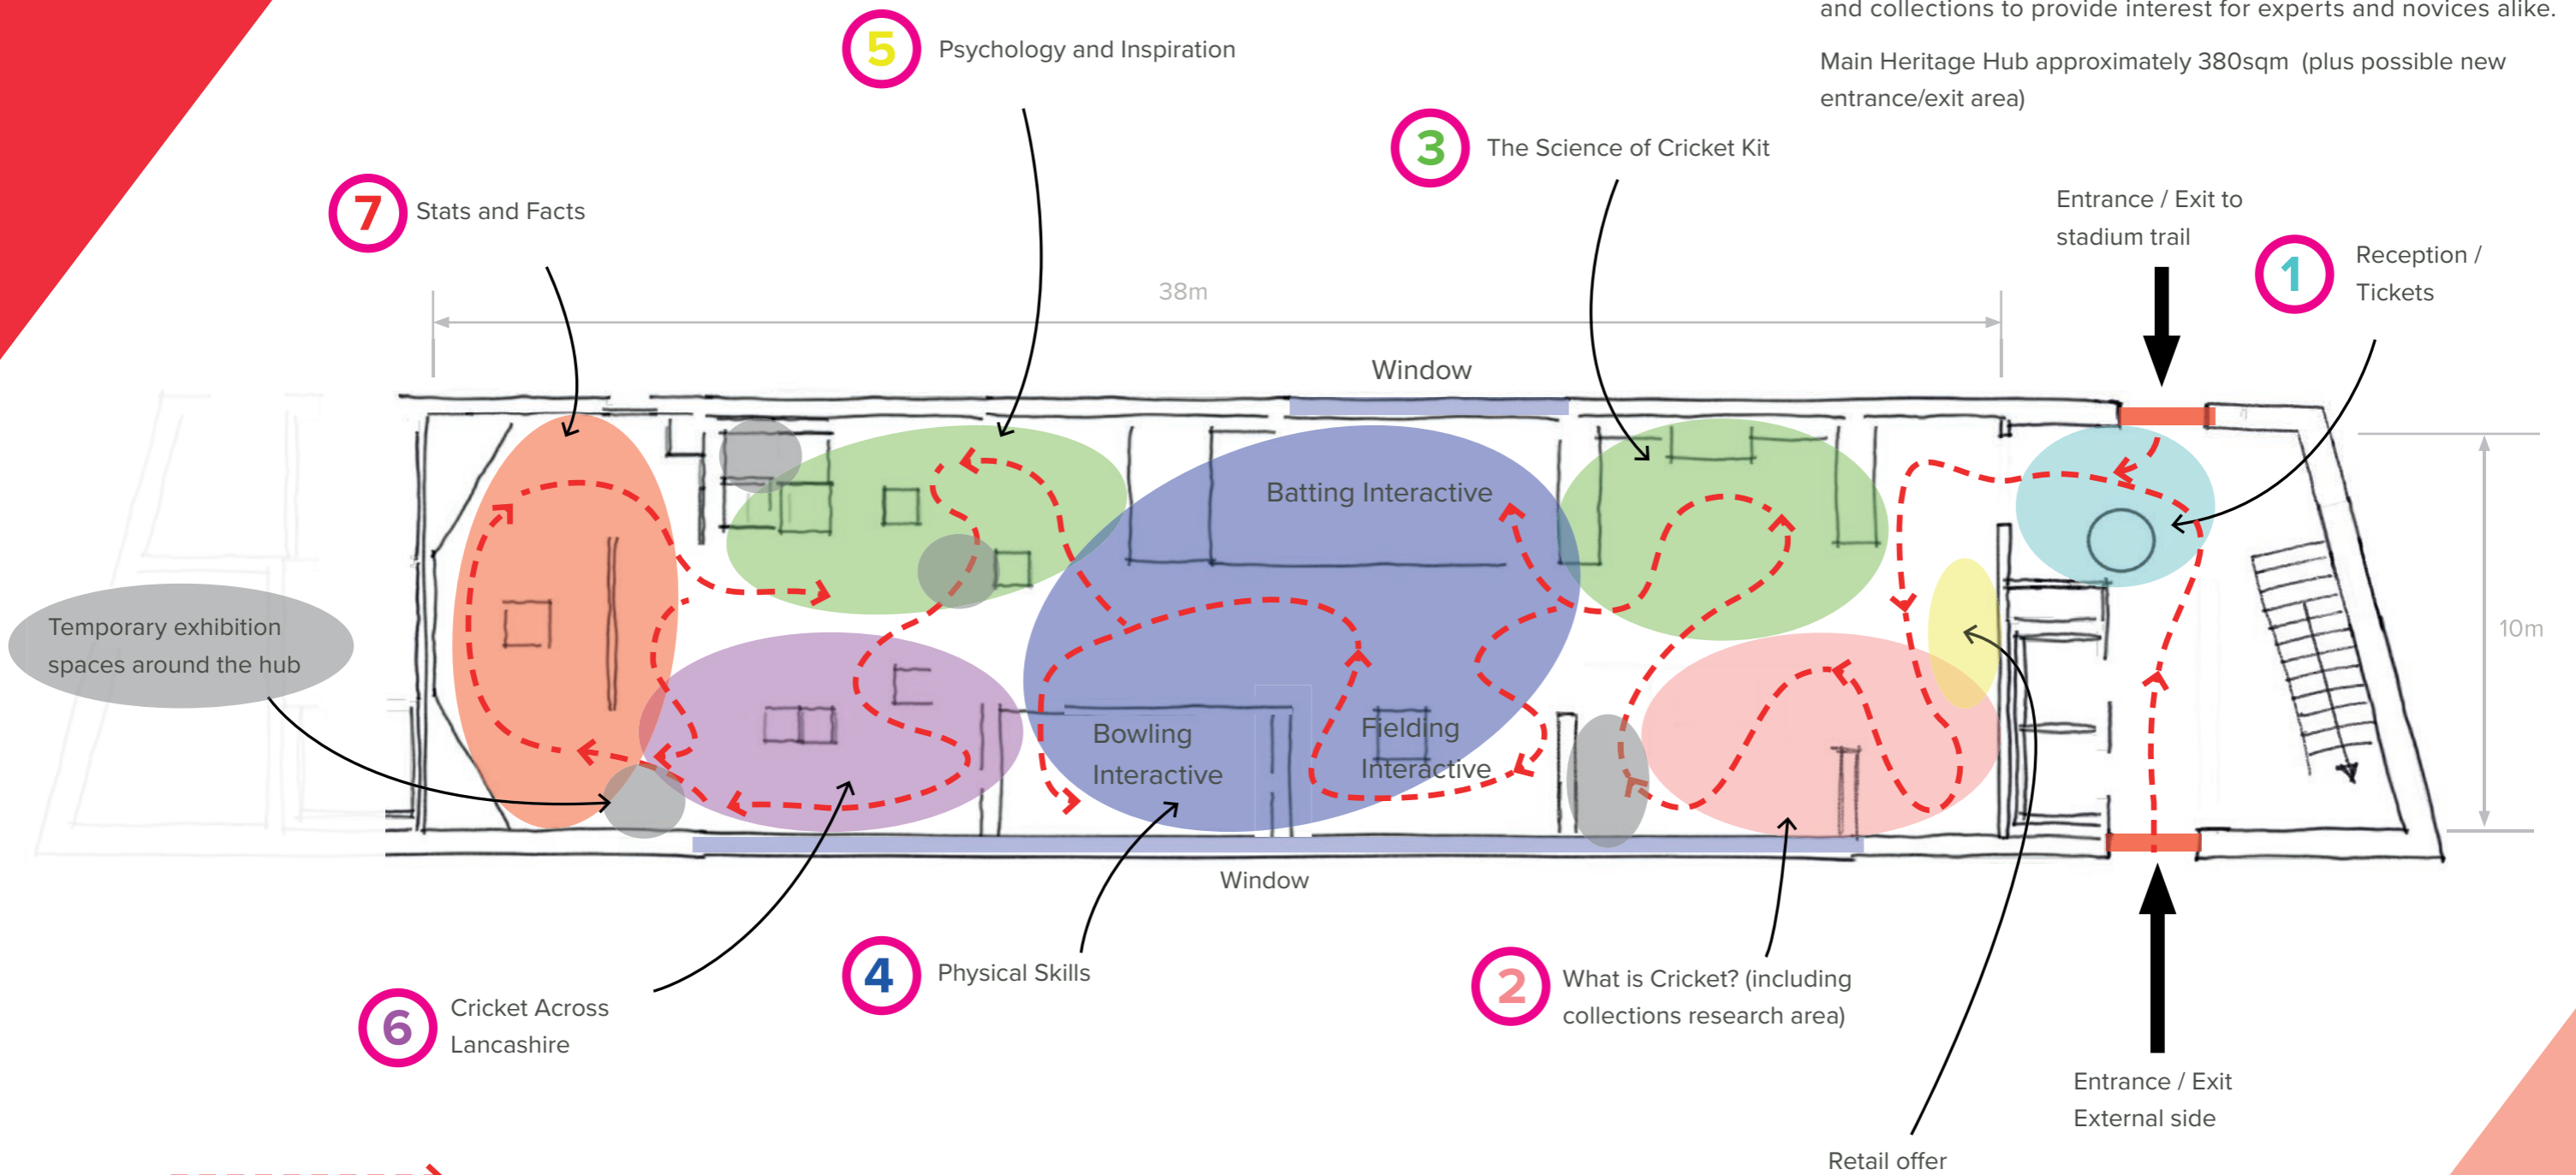 and collections to provide interest for experts and novices alike.
Main Heritage Hub approximately 380sqm (plus possible new
entrance/exit area)
5 Psychology and Inspiration
3 The Science of Cricket Kit
7 Stats and Facts
Entrance / Exit to
stadium trail
1 Reception /
Tickets
38m
Window
Batting Interactive
Temporary exhibition
spaces around the hub
10m
Bowling
Interactive
Fielding
Interactive
Window
4 Physical Skills
2 What is Cricket? (including
collections research area)
6 Cricket Across
Lancashire
Entrance / Exit
External side
Retail offer